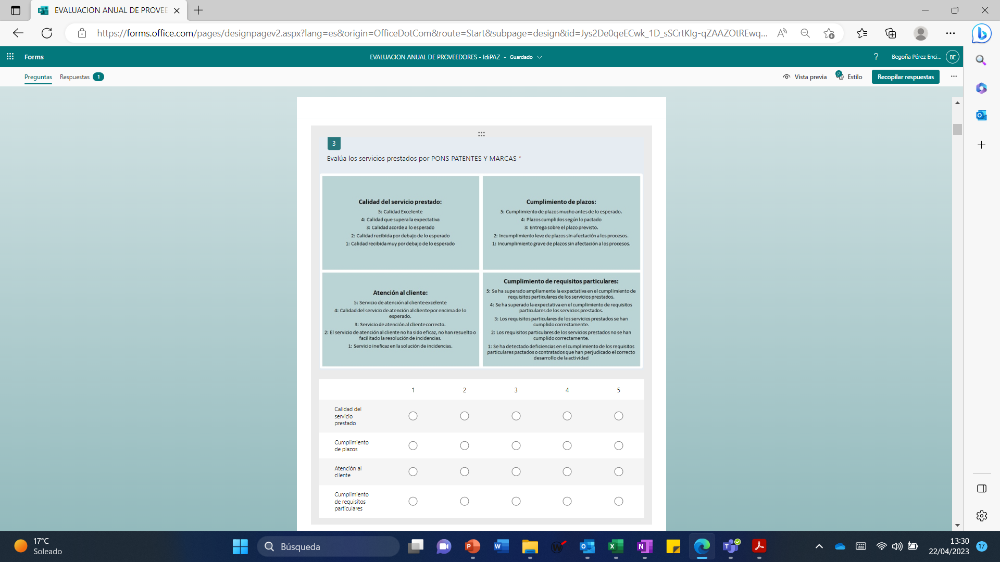 EVALUACION ANUAL DE PROVEE
https://forms.office.com/pages/designpagev2.aspx?lang=es&origin=OfficeDotCom&route=Start&subpage=design&id=Jys2De0qeECwk_1D_sSCrtKIg-qZAAZOtREwq...
Forms
EVALUACION ANUAL DE PROVEEDORES - IdiPAZ - Guardado
? Begoña Pérez Enci... BE
Preguntas Respuestas 1
Vista previa Estilo Recopilar respuestas ...
3
Evalúa los servicios prestados por PONS PATENTES Y MARCAS *
Calidad del servicio prestado:
5: Calidad Excelente
4: Calidad que supera la expectativa
3: Calidad acorde a lo esperado
2: Calidad recibida por debajo de lo esperado
1: Calidad recibida muy por debajo de lo esperado
Cumplimiento de plazos:
5: Cumplimiento de plazos mucho antes de lo esperado.
4: Plazos cumplidos según lo pactado
3: Entrega sobre el plazo previsto.
2: Incumplimiento leve de plazos sin afectación a los procesos.
1: Incumplimiento grave de plazos sin afectación a los procesos.
Atención al cliente:
5: Servicio de atención al cliente excelente
4: Calidad del servicio de atención al cliente por encima de lo
esperado.
3: Servicio de atención al cliente correcto.
2: El servicio de atención al cliente no ha sido eficaz, no han resuelto o
facilitado la resolución de incidencias.
1: Servicio ineficaz en la solución de incidencias.
Cumplimiento de requisitos particulares:
5: Se ha superado ampliamente la expectativa en el cumplimiento de
requisitos particulares de los servicios prestados.
4: Se ha superado la expectativa en el cumplimiento de requisitos
particulares de los servicios prestados.
3: Los requisitos particulares de los servicios prestados se han
cumplido correctamente.
2: Los requisitos particulares de los servicios prestados no se han
cumplido correctamente.
1: Se ha detectado deficiencias en el cumplimiento de los requisitos
particulares pactados o contratados que han perjudicado el correcto
desarrollo de la actividad
1 2 3 4 5
Calidad del
servicio
prestado
Cumplimiento
de plazos
Atención al
cliente
Cumplimiento
de requisitos
particulares
17°C
Soleado
Búsqueda
13:30
22/04/2023
17